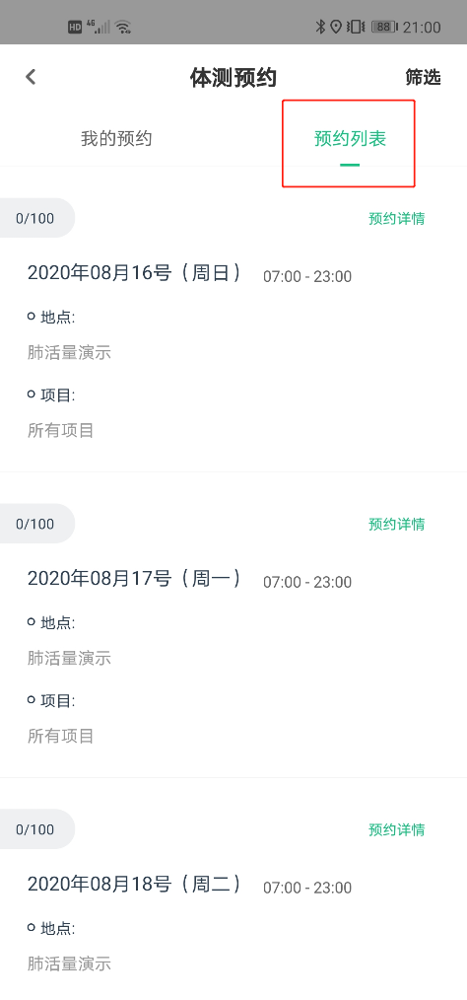 HD 4G 88 21:00
体测预约 筛选
我的预约 预约列表
0/100 预约详情
2020年08月16号（周日） 07:00 - 23:00
地点:
肺活量演示
项目:
所有项目
0/100 预约详情
2020年08月17号（周一） 07:00 - 23:00
地点:
肺活量演示
项目:
所有项目
0/100 预约详情
2020年08月18号（周二） 07:00 - 23:00
地点:
肺活量演示